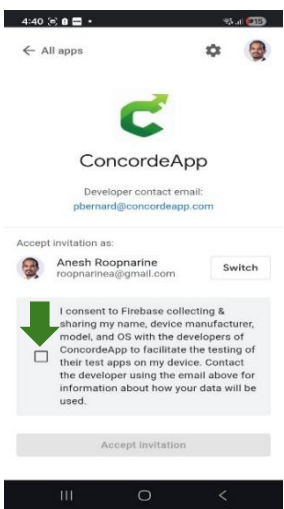 4:40
15
← All apps
ConcordeApp
Developer contact email:
pbernard@concordeapp.com
Accept invitation as:
Anesh Roopnarine
roopnarinea@gmail.com
Switch
I consent to Firebase collecting &
sharing my name, device manufacturer,
model, and OS with the developers of
ConcordeApp to facilitate the testing of
their test apps on my device. Contact
the developer using the email above for
information about how your data will be
used.
Accept invitation